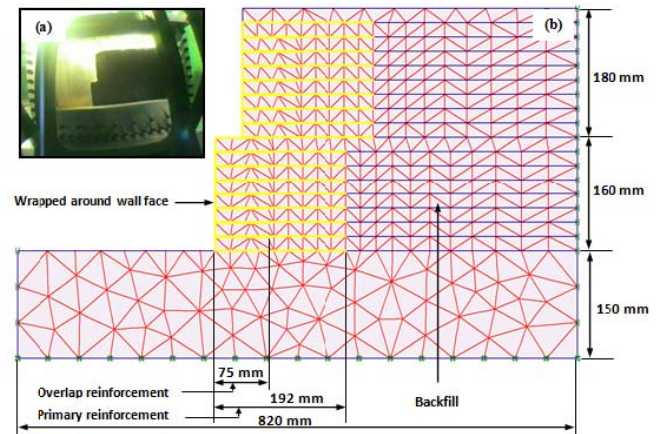 (a)
(b)
180 mm
160 mm
Wrapped around wall face
150 mm
75 mm
Overlap reinforcement
192 mm
Primary reinforcement
820 mm
Backfill